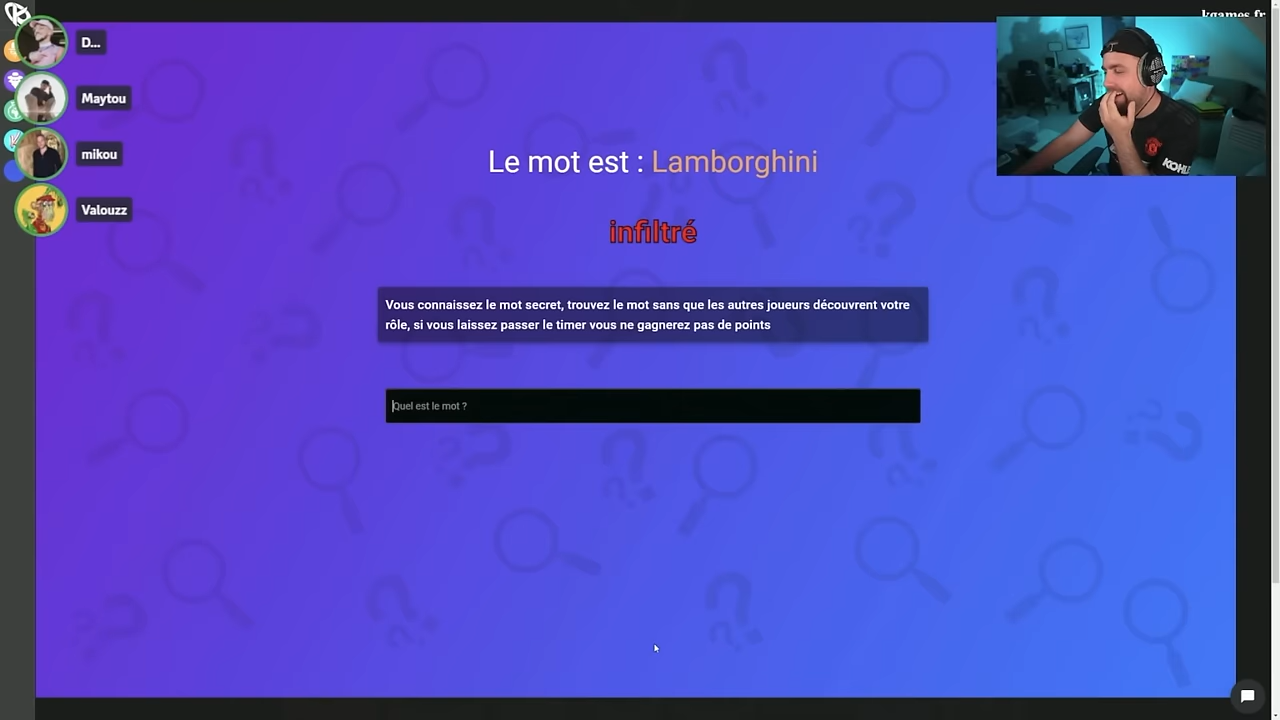 kgames.fr
D...
Maytou
mikou
Valouzz
Le mot est : Lamborghini
infiltré
Vous connaissez le mot secret, trouvez le mot sans que les autres joueurs découvrent votre
rôle, si vous laissez passer le timer vous ne gagnerez pas de points
Quel est le mot ?
KOHL